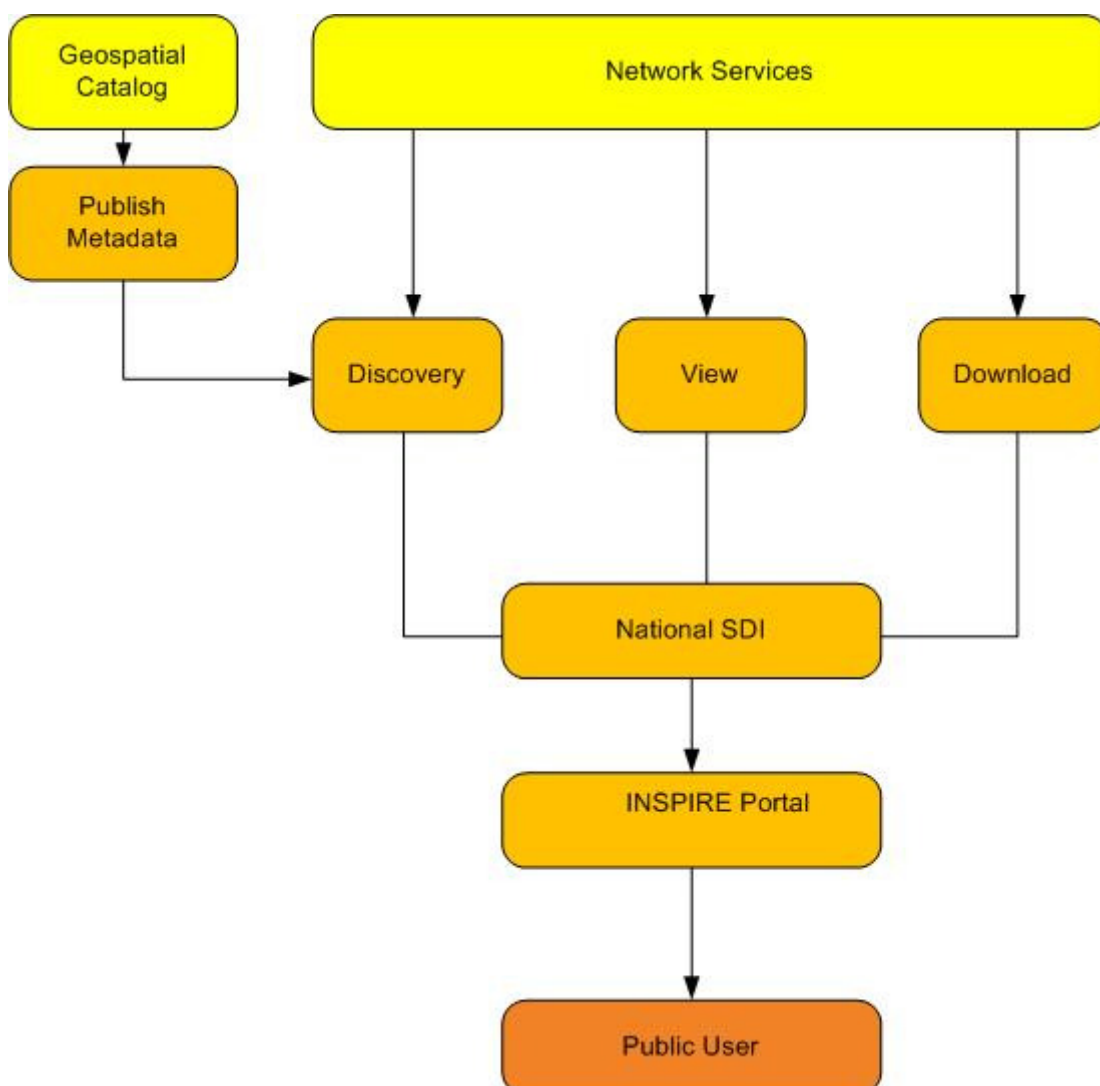 Geospatial
Catalog
Network Services
Publish
Metadata
Discovery
View
Download
National SDI
INSPIRE Portal
Public User